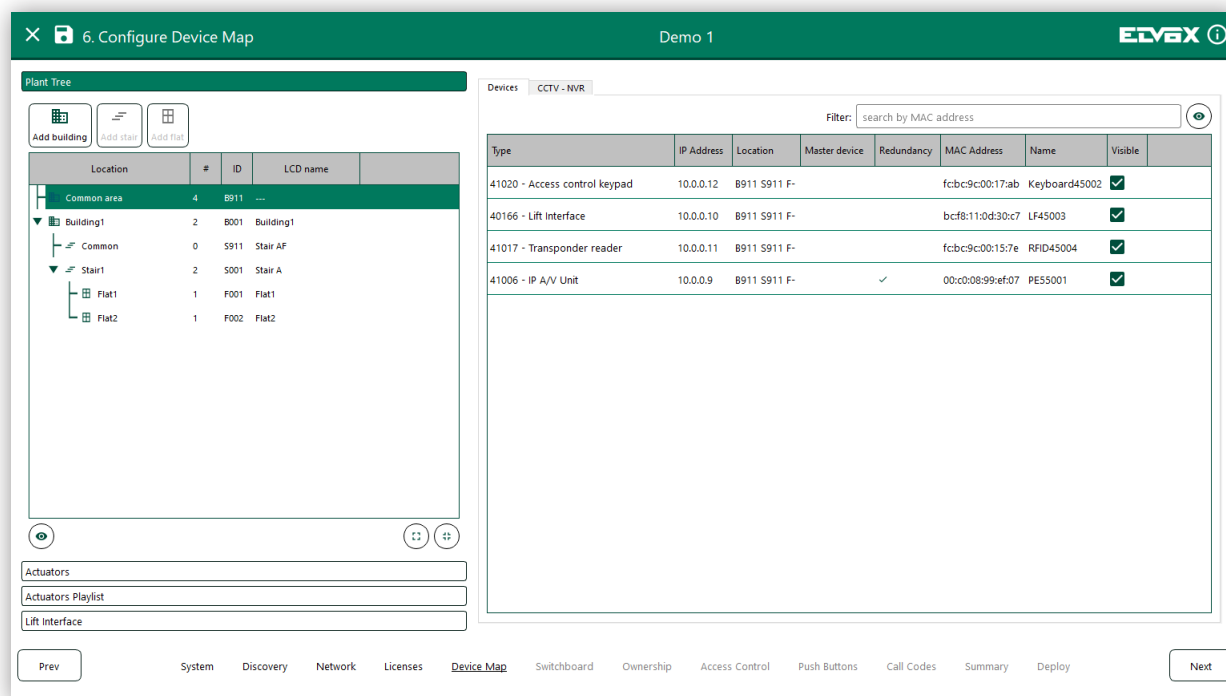 6. Configure Device Map
Demo 1
ELVOX
Plant Tree
Add building
Add stair
Add flat
Location # ID LCD name
Common area 4 B911 ---
Building1 2 B001 Building1
Common 0 S911 Stair AF
Stair1 2 S001 Stair A
Flat1 1 F001 Flat1
Flat2 1 F002 Flat2
Actuators
Actuators Playlist
Lift Interface
Devices CCTV - NVR
Filter: search by MAC address
Type IP Address Location Master device Redundancy MAC Address Name Visible
41020 - Access control keypad 10.0.0.12 B911 S911 F- fc:bc:9c:00:17:ab Keyboard45002
40166 - Lift Interface 10.0.0.10 B911 S911 F- bc:f8:11:0d:30:c7 LF45003
41017 - Transponder reader 10.0.0.11 B911 S911 F- fc:bc:9c:00:15:7e RFID45004
41006 - IP A/V Unit 10.0.0.9 B911 S911 F- 00:c0:08:99:ef:07 PE55001
Prev System Discovery Network Licenses Device Map Switchboard Ownership Access Control Push Buttons Call Codes Summary Deploy Next